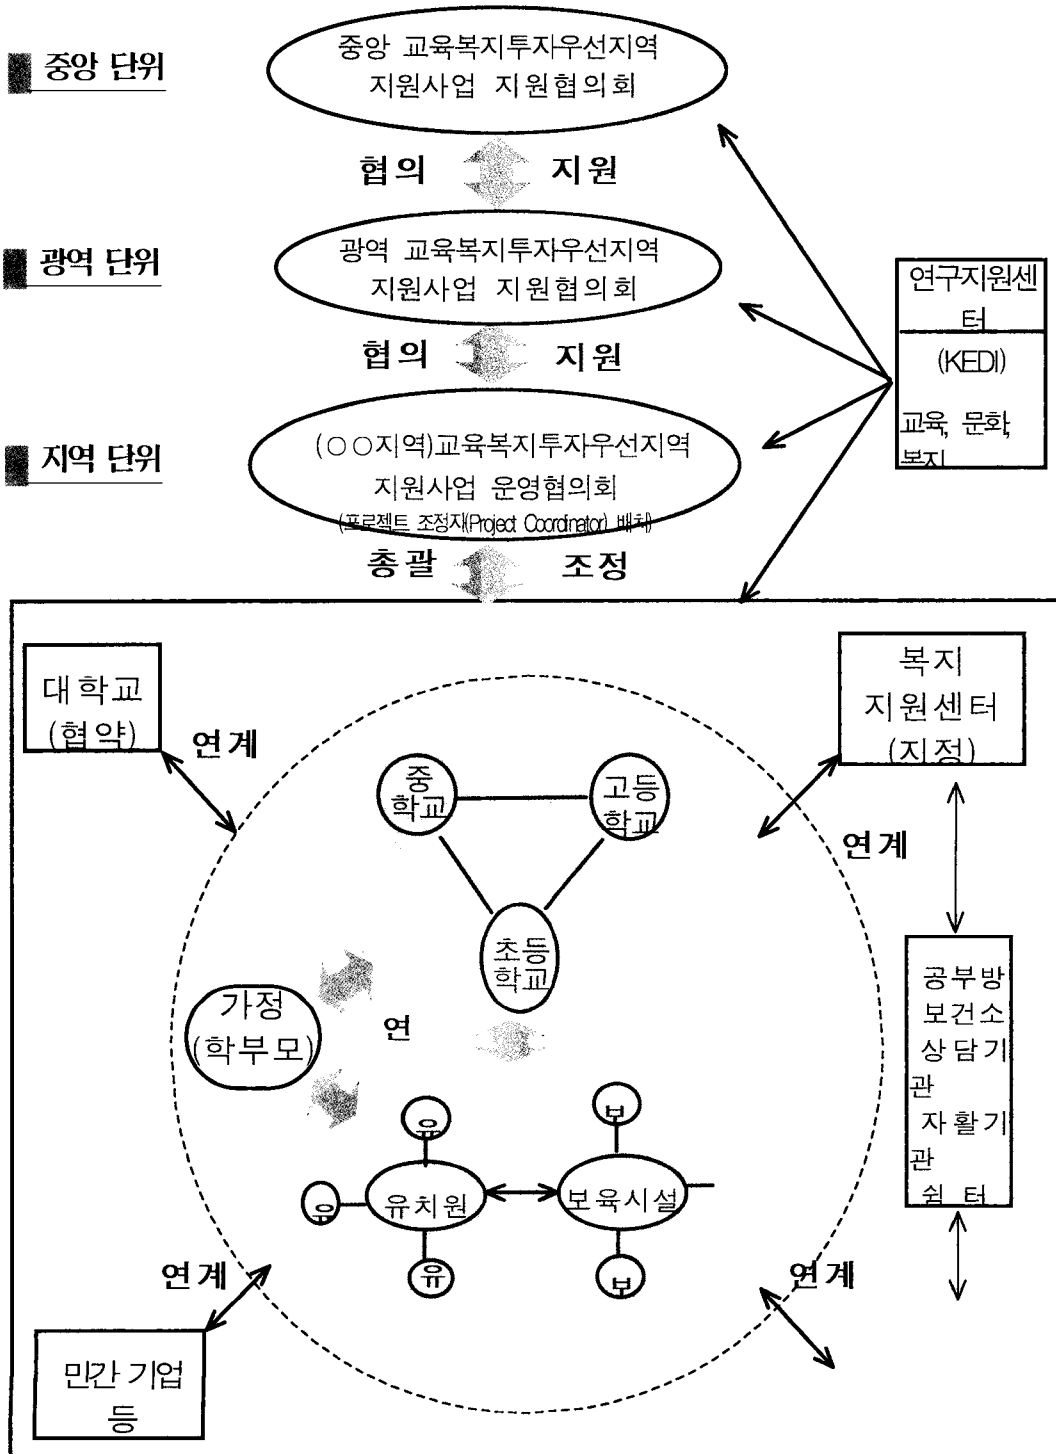 중앙 단위
중앙 교육복지투자우선지역
지원사업 지원협의회
협의 지원
광역 단위
광역 교육복지투자우선지역
지원사업 지원협의회
협의 지원
연구지원센
터
(KEDI)
교육, 문화,
복지
지역 단위
(○○지역)교육복지투자우선지역
지원사업 운영협의회
(프로젝트 조정자(Project Coordinator) 배치)
총괄 조정
대학교
(협약)
연계
복지
지원센터
(지정)
연계
중
학교
고등
학교
초등
학교
가정
(학부모)
연
공부방
보건소
상담기
관
자활기
관
쉼 터
유
보
유
유치원
보육시설
유
보
연계
연계
민간 기업
등